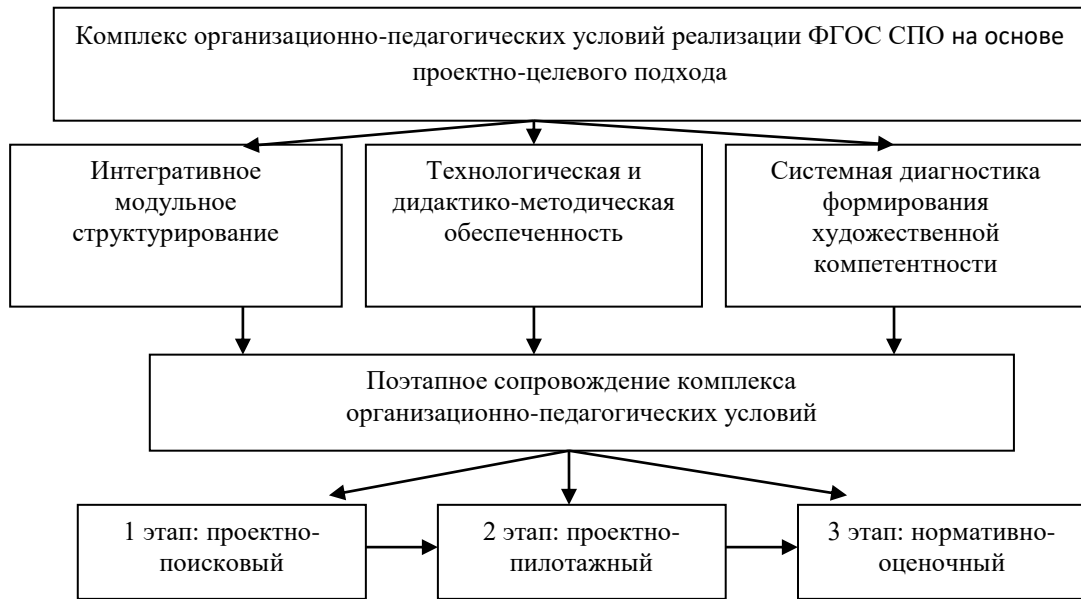 Комплекс организационно-педагогических условий реализации ФГОС СПО на основе
проектно-целевого подхода
Интегративное
модульное
структурирование
Технологическая и
дидактико-методическая
обеспеченность
Системная диагностика
формирования
художественной
компетентности
Поэтапное сопровождение комплекса
организационно-педагогических условий
1 этап: проектно-
поисковый
2 этап: проектно-
пилотажный
3 этап: нормативно-
оценочный